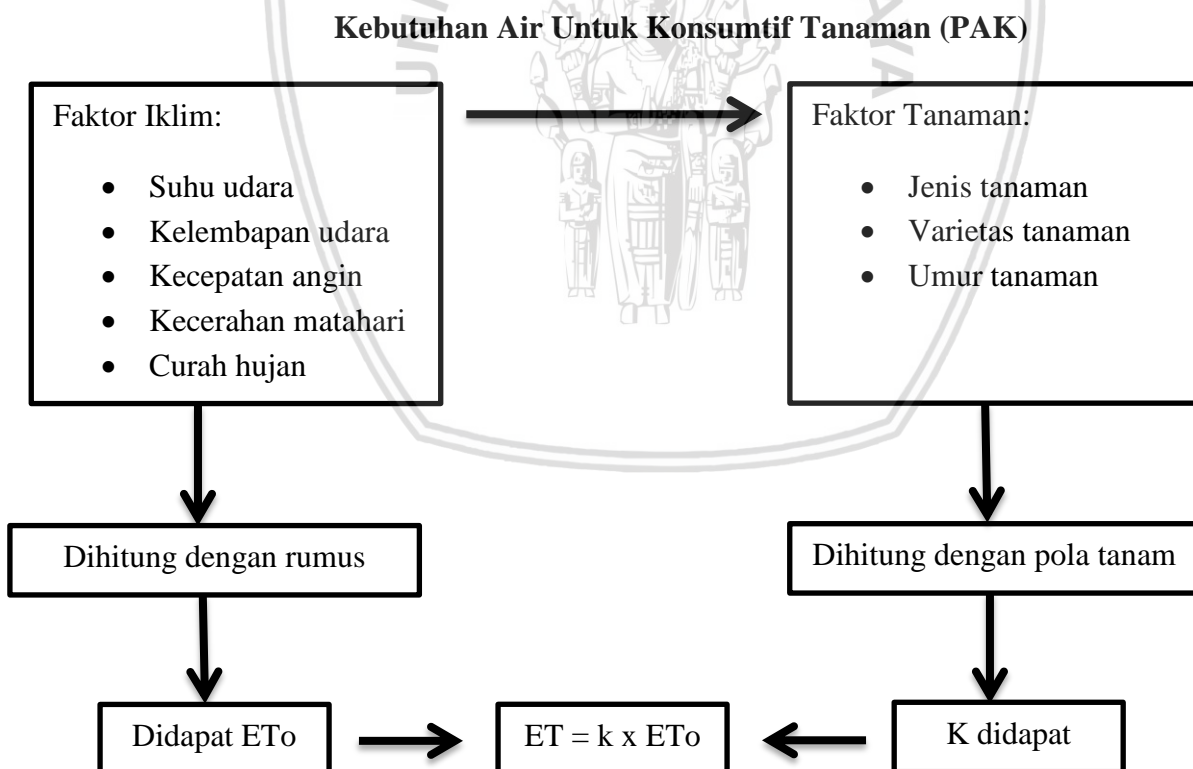 Kebutuhan Air Untuk Konsumtif Tanaman (PAK)
Faktor Iklim:
• Suhu udara
• Kelembapan udara
• Kecepatan angin
• Kecerahan matahari
• Curah hujan
Faktor Tanaman:
• Jenis tanaman
• Varietas tanaman
• Umur tanaman
Dihitung dengan rumus
Dihitung dengan pola tanam
Didapat ETo
ET = k x ETo
K didapat